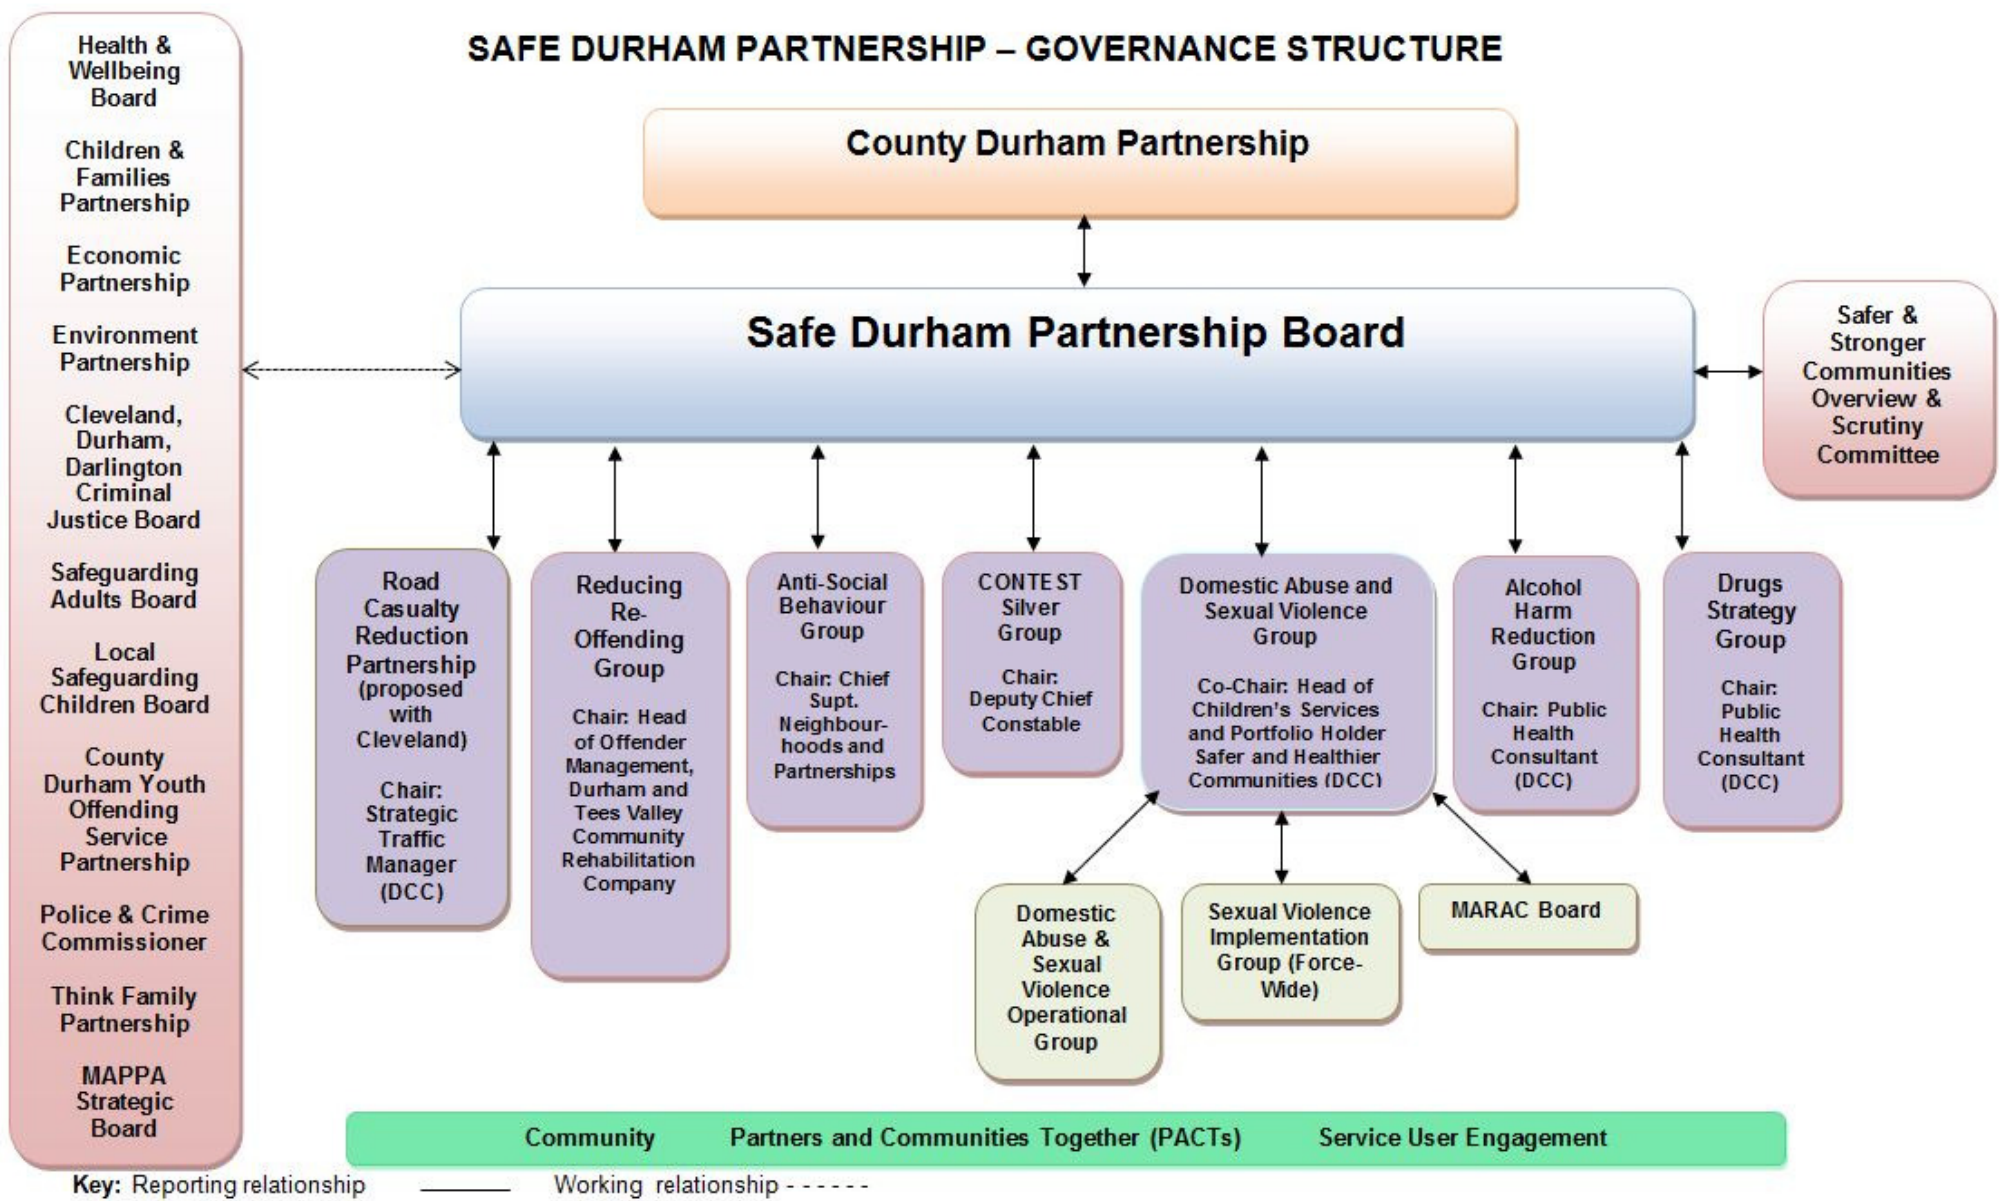 SAFE DURHAM PARTNERSHIP – GOVERNANCE STRUCTURE
Health &
Wellbeing
Board
Children &
Families
Partnership
Economic
Partnership
Environment
Partnership
Cleveland,
Durham,
Darlington
Criminal
Justice Board
Safeguarding
Adults Board
Local
Safeguarding
Children Board
County
Durham Youth
Offending
Service
Partnership
Police & Crime
Commissioner
Think Family
Partnership
MAPPA
Strategic
Board
County Durham Partnership
Safe Durham Partnership Board
Safer &
Stronger
Communities
Overview &
Scrutiny
Committee
Road
Casualty
Reduction
Partnership
(proposed
with
Cleveland)
Chair:
Strategic
Traffic
Manager
(DCC)
Reducing
Re-
Offending
Group
Chair: Head
of Offender
Management,
Durham and
Tees Valley
Community
Rehabilitation
Company
Anti-Social
Behaviour
Group
Chair: Chief
Supt.
Neighbour-
hoods and
Partnerships
CONTEST
Silver
Group
Chair:
Deputy Chief
Constable
Domestic Abuse and
Sexual Violence
Group
Co-Chair: Head of
Children’s Services
and Portfolio Holder
Safer and Healthier
Communities (DCC)
Alcohol
Harm
Reduction
Group
Chair: Public
Health
Consultant
(DCC)
Drugs
Strategy
Group
Chair:
Public
Health
Consultant
(DCC)
Domestic
Abuse &
Sexual
Violence
Operational
Group
Sexual Violence
Implementation
Group (Force-
Wide)
MARAC Board
Community Partners and Communities Together (PACTs) Service User Engagement
Key: Reporting relationship Working relationship